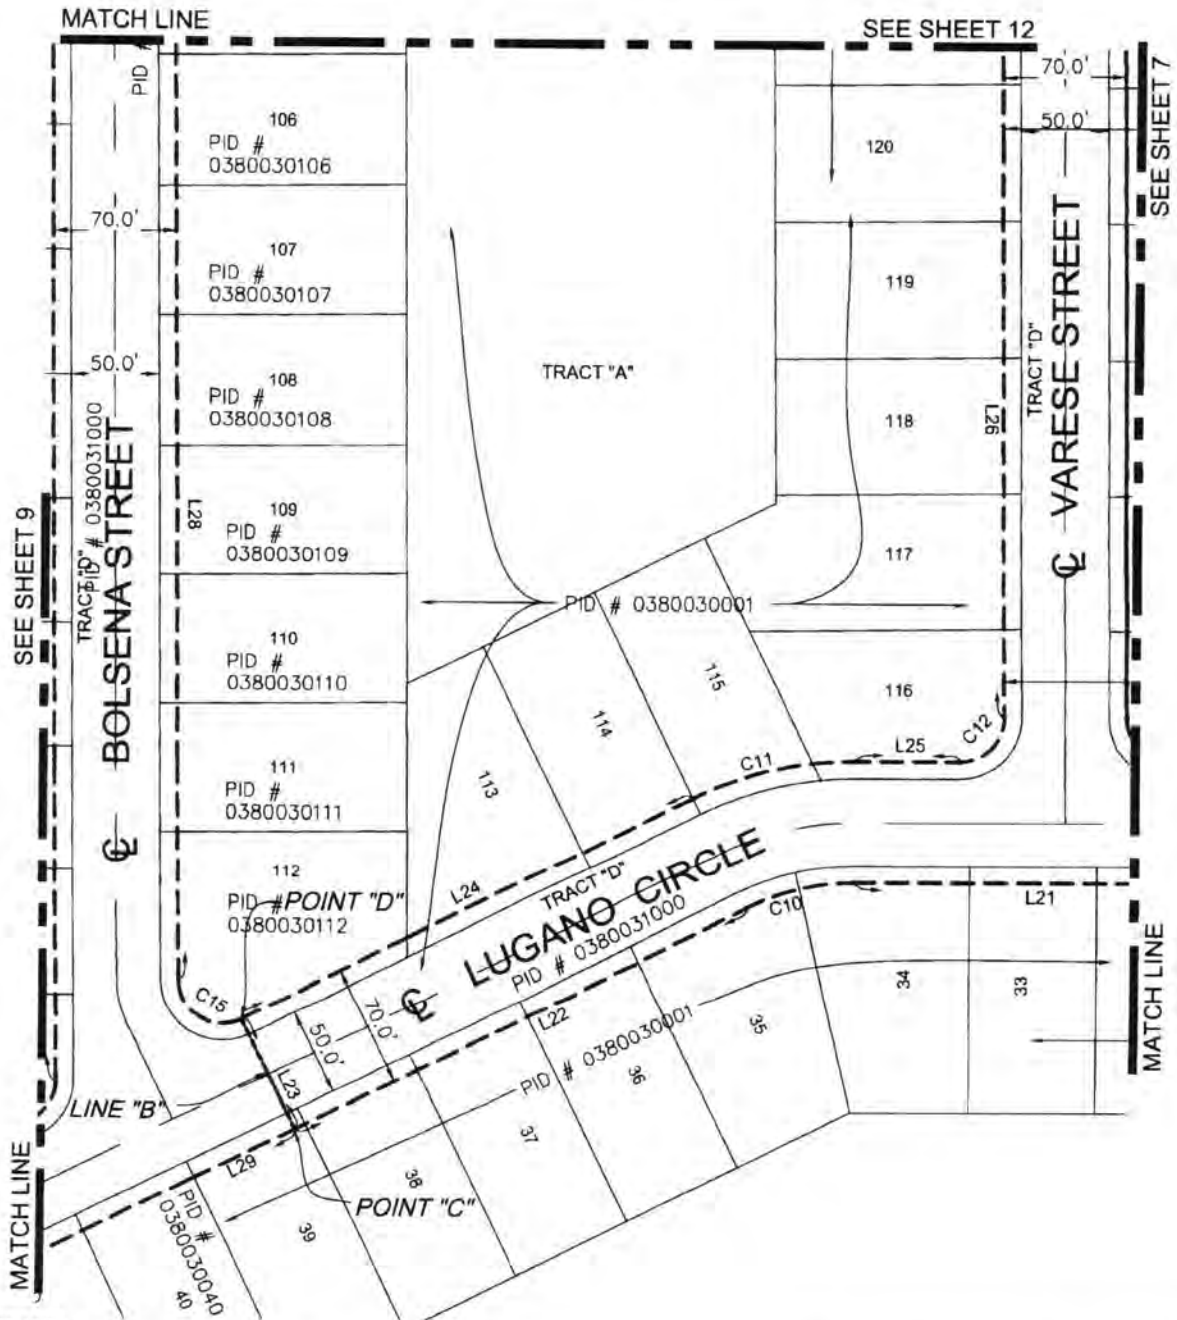 MATCH LINE
SEE SHEET 12
SEE SHEET 7
PID #
70.0'
50.0'
106
PID #
0380030106
120
70.0'
107
PID #
0380030107
119
VARESE STREET
TRACT "D"
50.0'
108
PID #
0380030108
TRACT "A"
118
L26
SEE SHEET 9
BOLSENA STREET
TRACT "D"
PID # 0380031000
L28
109
PID #
0380030109
117
PID # 0380030001
110
PID #
0380030110
116
115
114
113
C12
L25
C11
111
PID #
0380030111
112
PID #
0380030112
POINT "D"
L24
TRACT "D"
LUGANO CIRCLE
PID # 0380031000
C10
L21
C15
70.0'
50.0'
L22
34
33
35
MATCH LINE
PID # 0380030001
36
37
38
39
L23
LINE "B"
L29
POINT "C"
PID #
0380030040
40
MATCH LINE